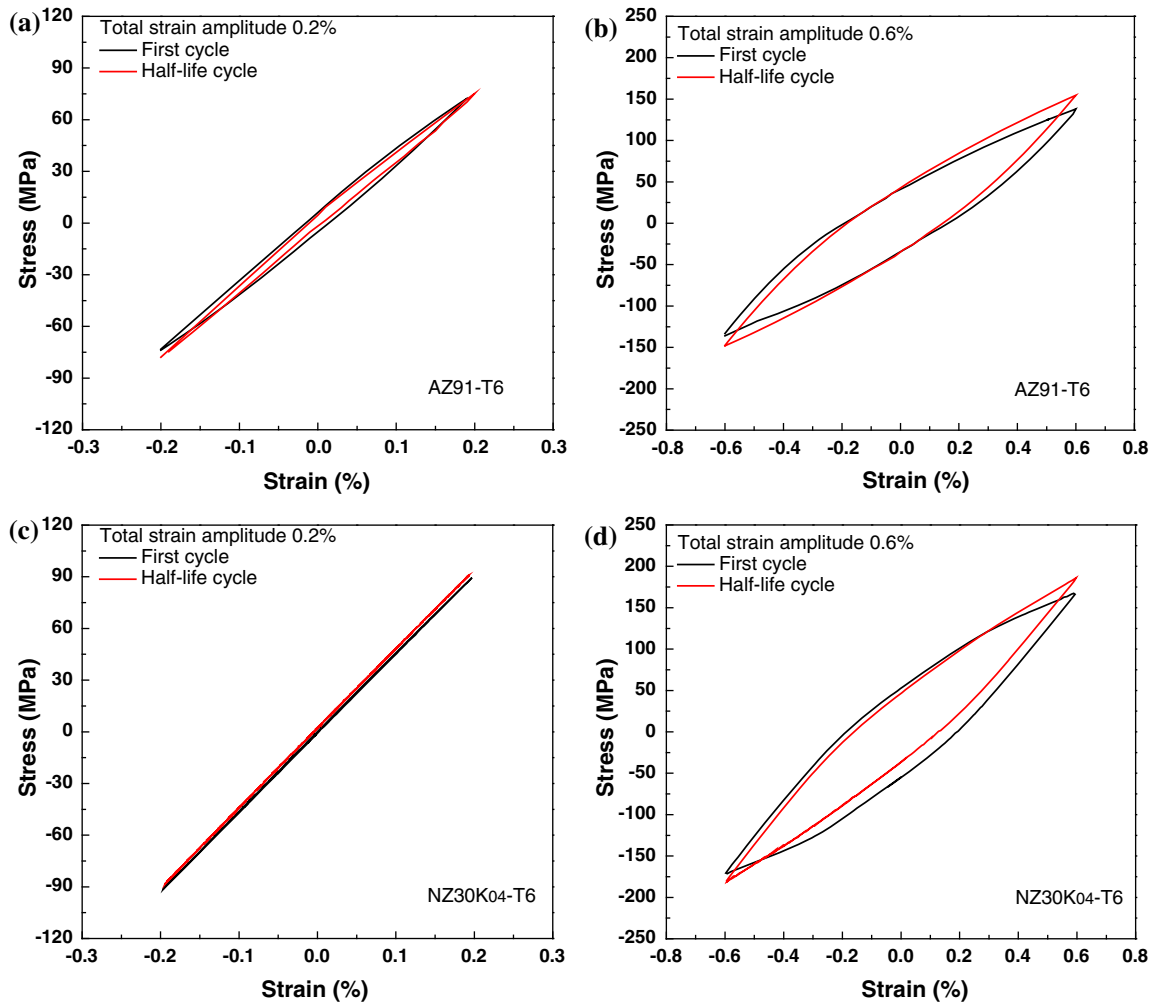 (a)
120
90
60
30
0
-30
-60
-90
-120
Stress (MPa)
Total strain amplitude 0.2%
First cycle
Half-life cycle
AZ91-T6
-0.3 -0.2 -0.1 0.0 0.1 0.2 0.3
Strain (%)
(b)
250
200
150
100
50
0
-50
-100
-150
-200
-250
Stress (MPa)
Total strain amplitude 0.6%
First cycle
Half-life cycle
AZ91-T6
-0.8 -0.6 -0.4 -0.2 0.0 0.2 0.4 0.6 0.8
Strain (%)
(c)
120
90
60
30
0
-30
-60
-90
-120
Stress (MPa)
Total strain amplitude 0.2%
First cycle
Half-life cycle
NZ30K04-T6
-0.3 -0.2 -0.1 0.0 0.1 0.2 0.3
Strain (%)
(d)
250
200
150
100
50
0
-50
-100
-150
-200
-250
Stress (MPa)
Total strain amplitude 0.6%
First cycle
Half-life cycle
NZ30K04-T6
-0.8 -0.6 -0.4 -0.2 0.0 0.2 0.4 0.6 0.8
Strain (%)